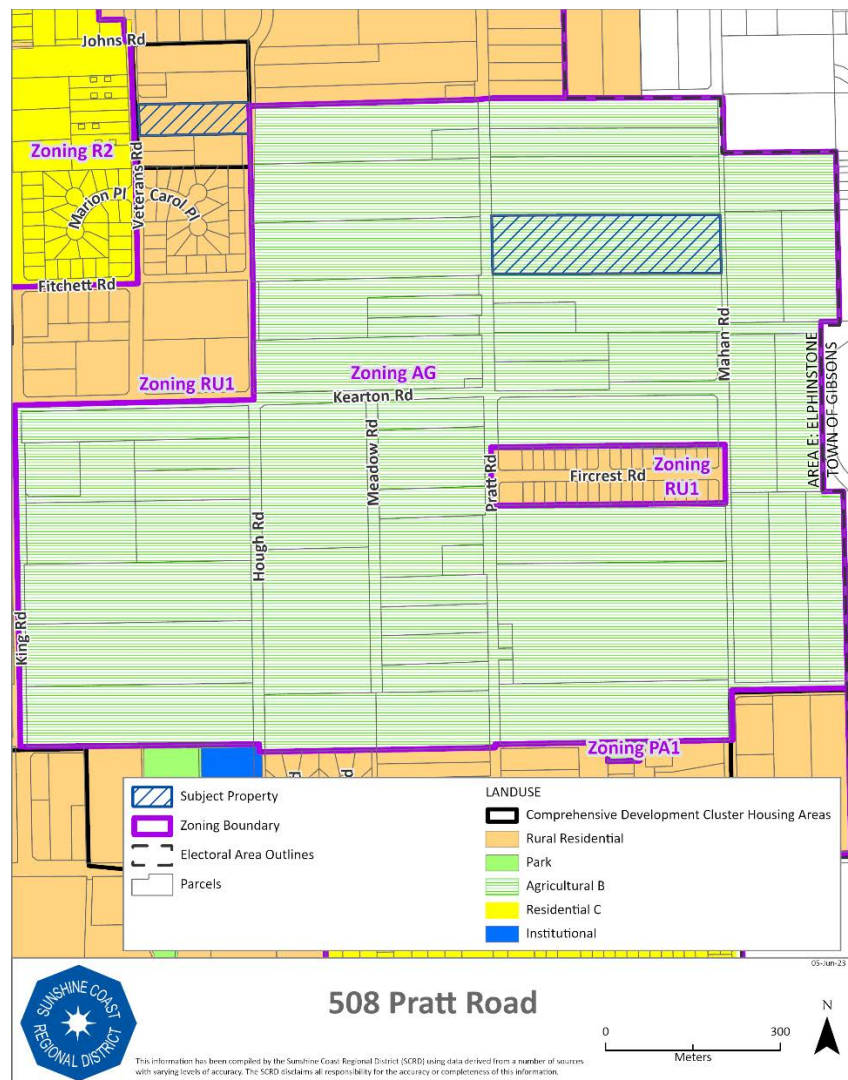 Johns Rd
Zoning R2
Veterans Rd
Marion Pl
Carol Pl
Fitchett Rd
Mahan Rd
Zoning RU1
Zoning AG
Kearton Rd
AREA E: ELPHINSTONE
TOWN OF GIBSONS
Meadow Rd
Pratt Rd
Fircrest Rd
Zoning
RU1
Hough Rd
King Rd
Zoning PA1
Subject Property
Zoning Boundary
Electoral Area Outlines
Parcels
LANDUSE
Comprehensive Development Cluster Housing Areas
Rural Residential
Park
Agricultural B
Residential C
Institutional
05-Jun-23
SUNSHINE COAST
REGIONAL DISTRICT
508 Pratt Road
N
0 300
Meters
This information has been compiled by the Sunshine Coast Regional District (SCRD) using data derived from a number of sources
with varying levels of accuracy. The SCRD disclaims all responsibility for the accuracy or completeness of this information.